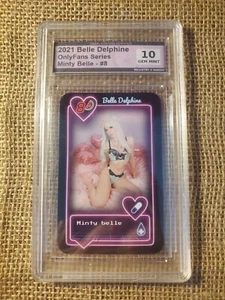 2021 Belle Delphine
OnlyFans Series
Minty Belle - #8
10
GEM MINT
Belle Delphine
Minty belle